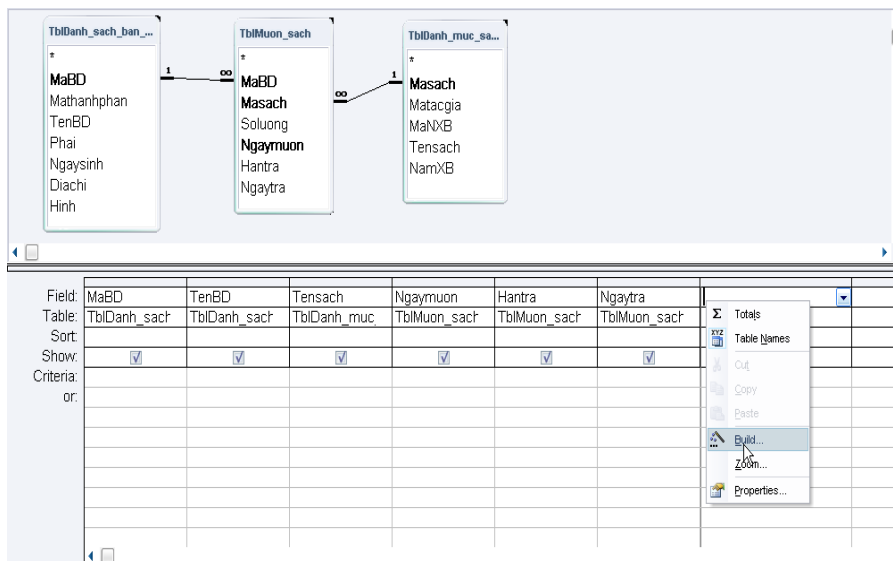 TblDanh_sach_ban_...
*
MaBD
Mathanhphan
TenBD
Phai
Ngaysinh
Diachi
Hinh
1 ∞
TblMuon_sach
*
MaBD
Masach
Soluong
Ngaymuon
Hantra
Ngaytra
∞ 1
TblDanh_muc_sa...
*
Masach
Matacgia
MaNXB
Tensach
NamXB
Field: MaBD TenBD Tensach Ngaymuon Hantra Ngaytra
Table: TblDanh_sach TblDanh_sach TblDanh_muc_ TblMuon_sach TblMuon_sach TblMuon_sach
Sort:
Show:
Criteria:
or:
Σ Totals
XYZ Table Names
Cut
Copy
Paste
Build...
Zoom...
Properties...